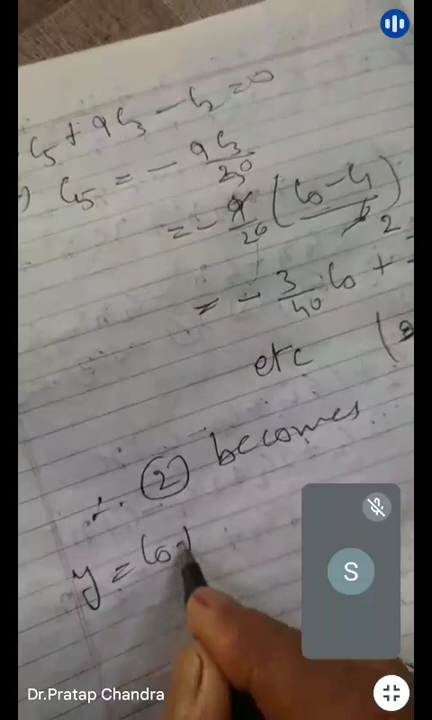 C5 + 9C3 - C2 = 0
C5 = - 9C3/20
= - 9/20 (C0 - C1)/2
= - 3/40 C0 +
etc
∴ (2) becomes
y = C0
S
Dr.Pratap Chandra